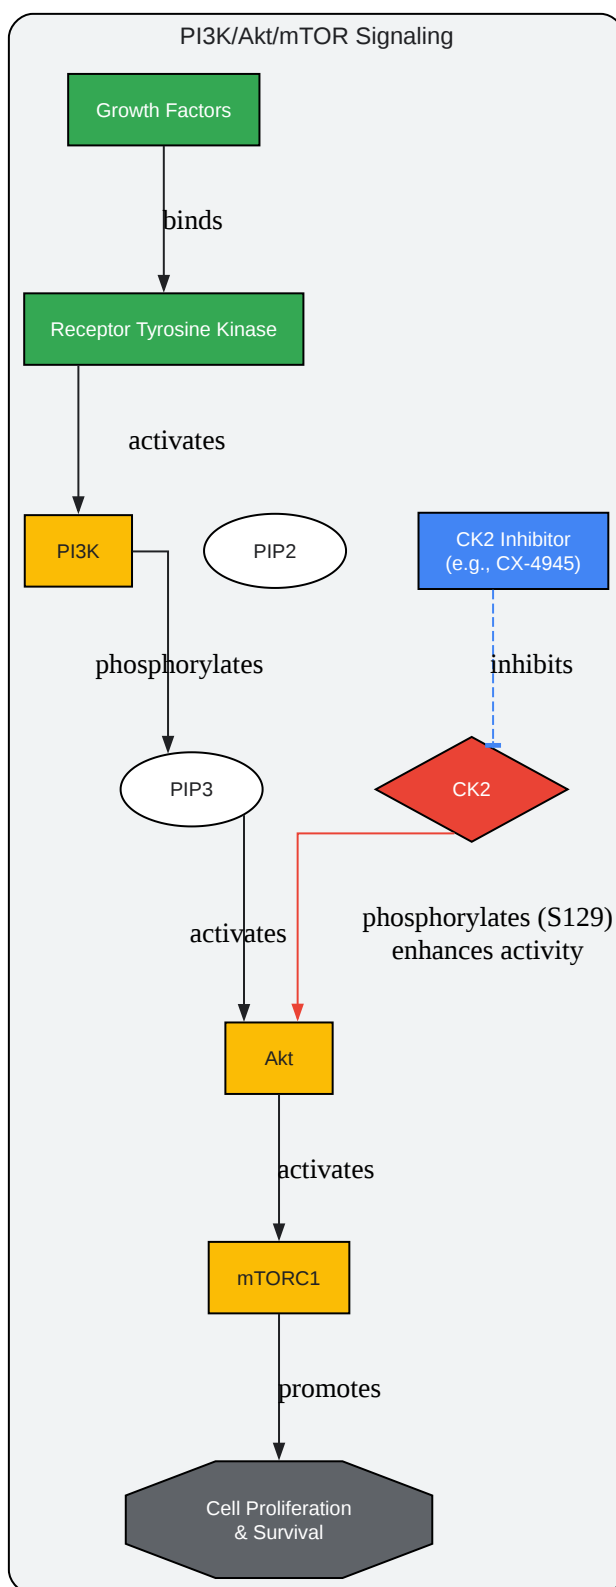 PI3K/Akt/mTOR Signaling
Growth Factors
binds
Receptor Tyrosine Kinase
activates
PI3K
PIP2
CK2 Inhibitor
(e.g., CX-4945)
phosphorylates
inhibits
PIP3
CK2
activates
phosphorylates (S129)
enhances activity
Akt
activates
mTORC1
promotes
Cell Proliferation
& Survival